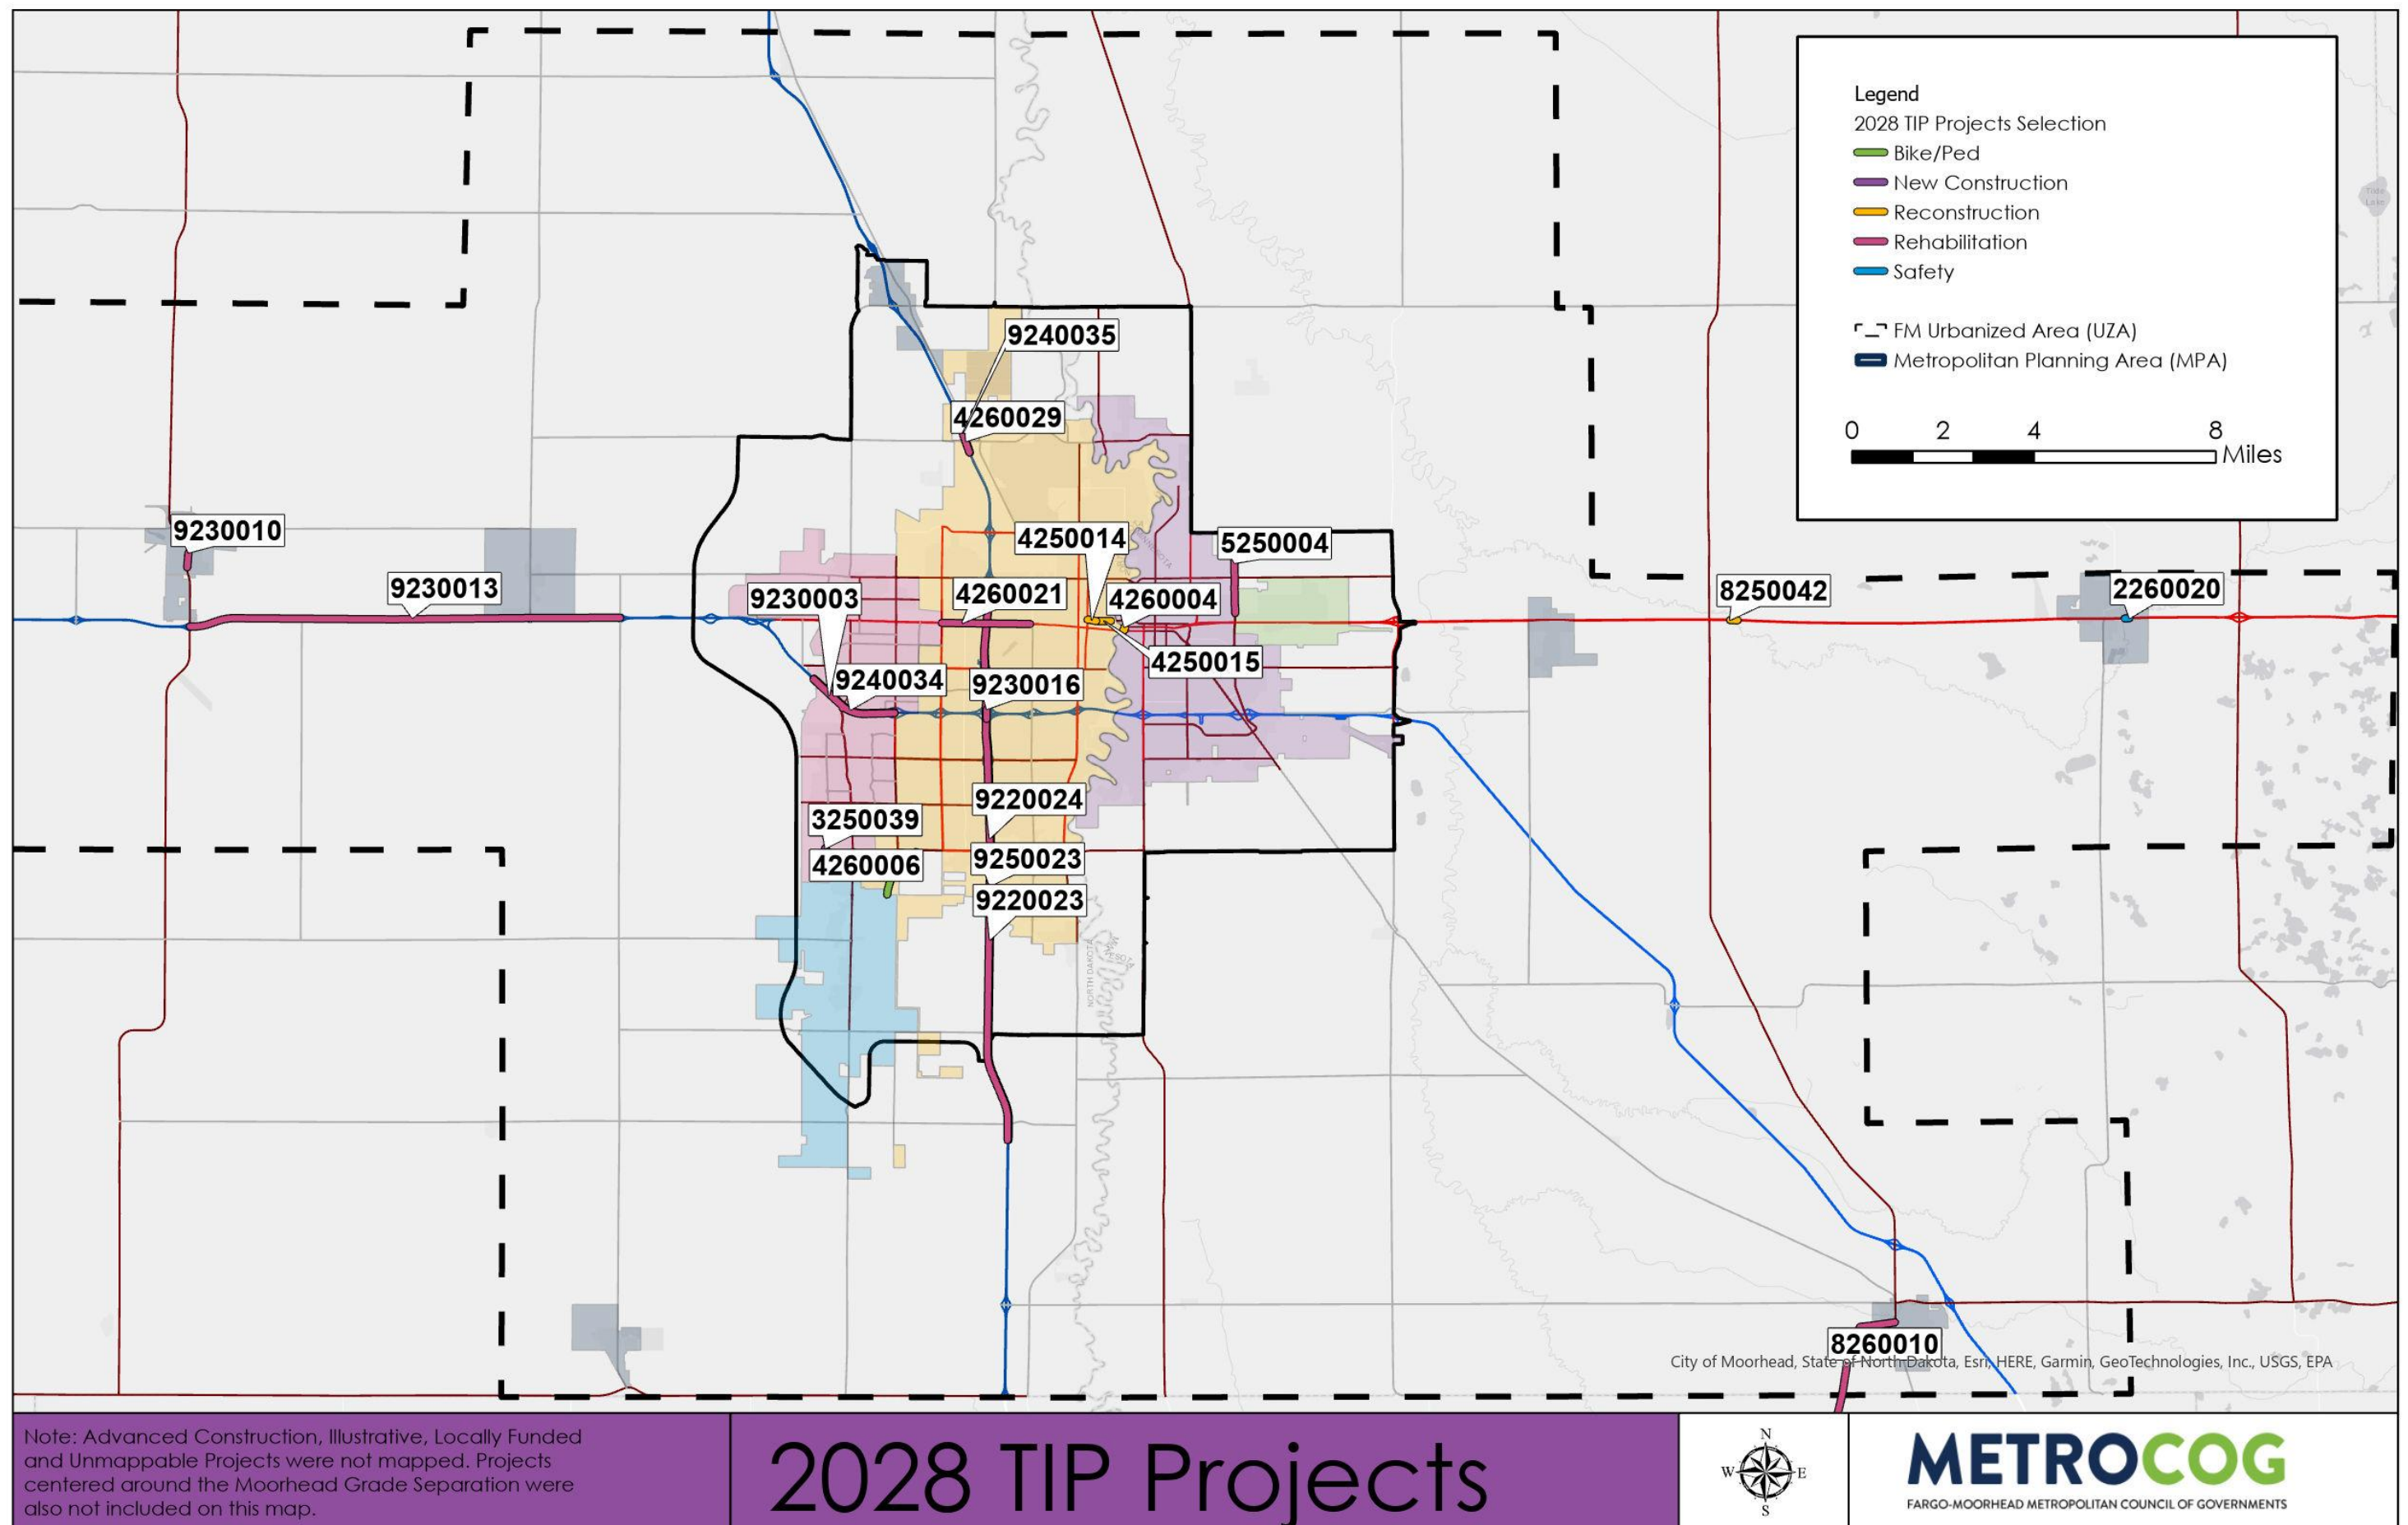 Legend
2028 TIP Projects Selection
Bike/Ped
New Construction
Reconstruction
Rehabilitation
Safety
FM Urbanized Area (UZA)
Metropolitan Planning Area (MPA)
0 2 4 8
Miles
9240035
4260029
9230010
4250014
5250004
9230013
9230003
4260021
4260004
8250042
2260020
4250015
9240034
9230016
9220024
3250039
9250023
4260006
9220023
NORTH DAKOTA
8260010
City of Moorhead, State of North Dakota, Esri, HERE, Garmin, GeoTechnologies, Inc., USGS, EPA
Note: Advanced Construction, Illustrative, Locally Funded
and Unmappable Projects were not mapped. Projects
centered around the Moorhead Grade Separation were
also not included on this map.
2028 TIP Projects
N
W E
S
METROCOG
FARGO-MOORHEAD METROPOLITAN COUNCIL OF GOVERNMENTS